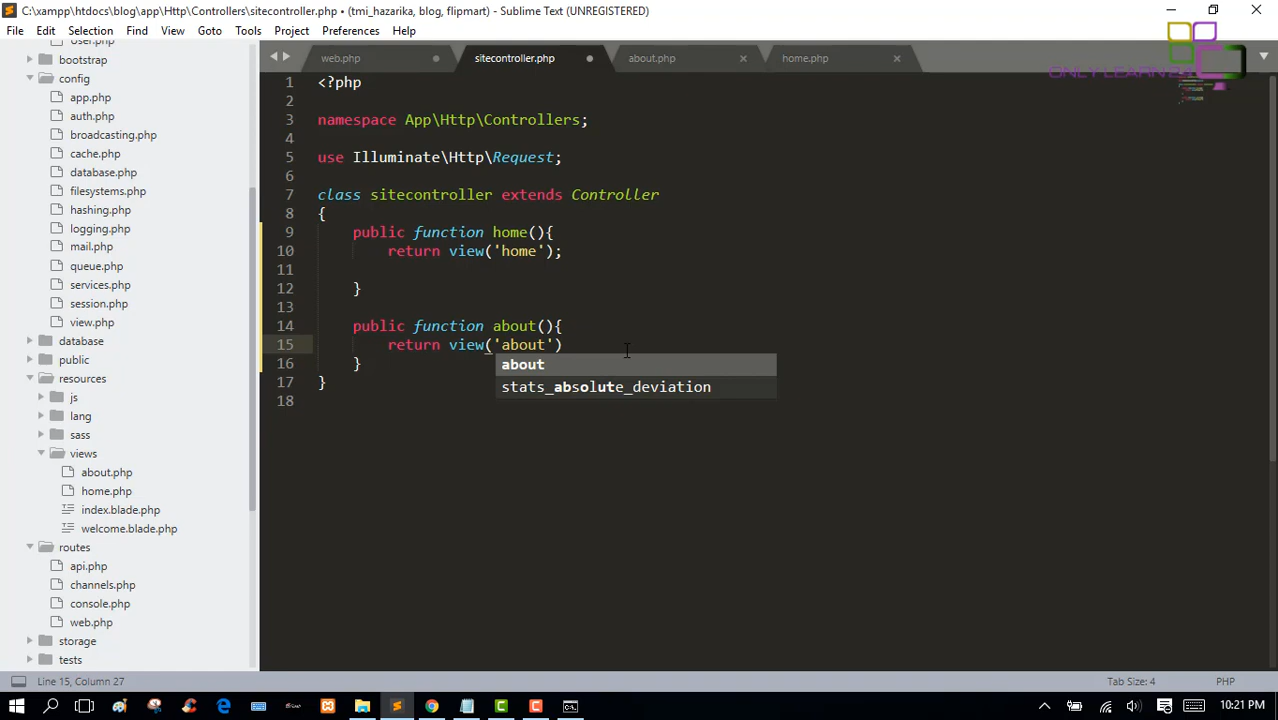 C:\xampp\htdocs\blog\app\Http\Controllers\sitecontroller.php • (tmi_hazarika, blog, flipmart) - Sublime Text (UNREGISTERED)
File Edit Selection Find View Goto Tools Project Preferences Help
web.php sitecontroller.php about.php home.php
ONLY LEARN 24
User.php
bootstrap
config
app.php
auth.php
broadcasting.php
cache.php
database.php
filesystems.php
hashing.php
logging.php
mail.php
queue.php
services.php
session.php
view.php
database
public
resources
js
lang
sass
views
about.php
home.php
index.blade.php
welcome.blade.php
routes
api.php
channels.php
console.php
web.php
storage
tests
1 <?php
2
3 namespace App\Http\Controllers;
4
5 use Illuminate\Http\Request;
6
7 class sitecontroller extends Controller
8 {
9 public function home(){
10 return view('home');
11
12 }
13
14 public function about(){
15 return view('about')
16 }
17 }
18
about
stats_absolute_deviation
Line 15, Column 27 Tab Size: 4 PHP
10:21 PM